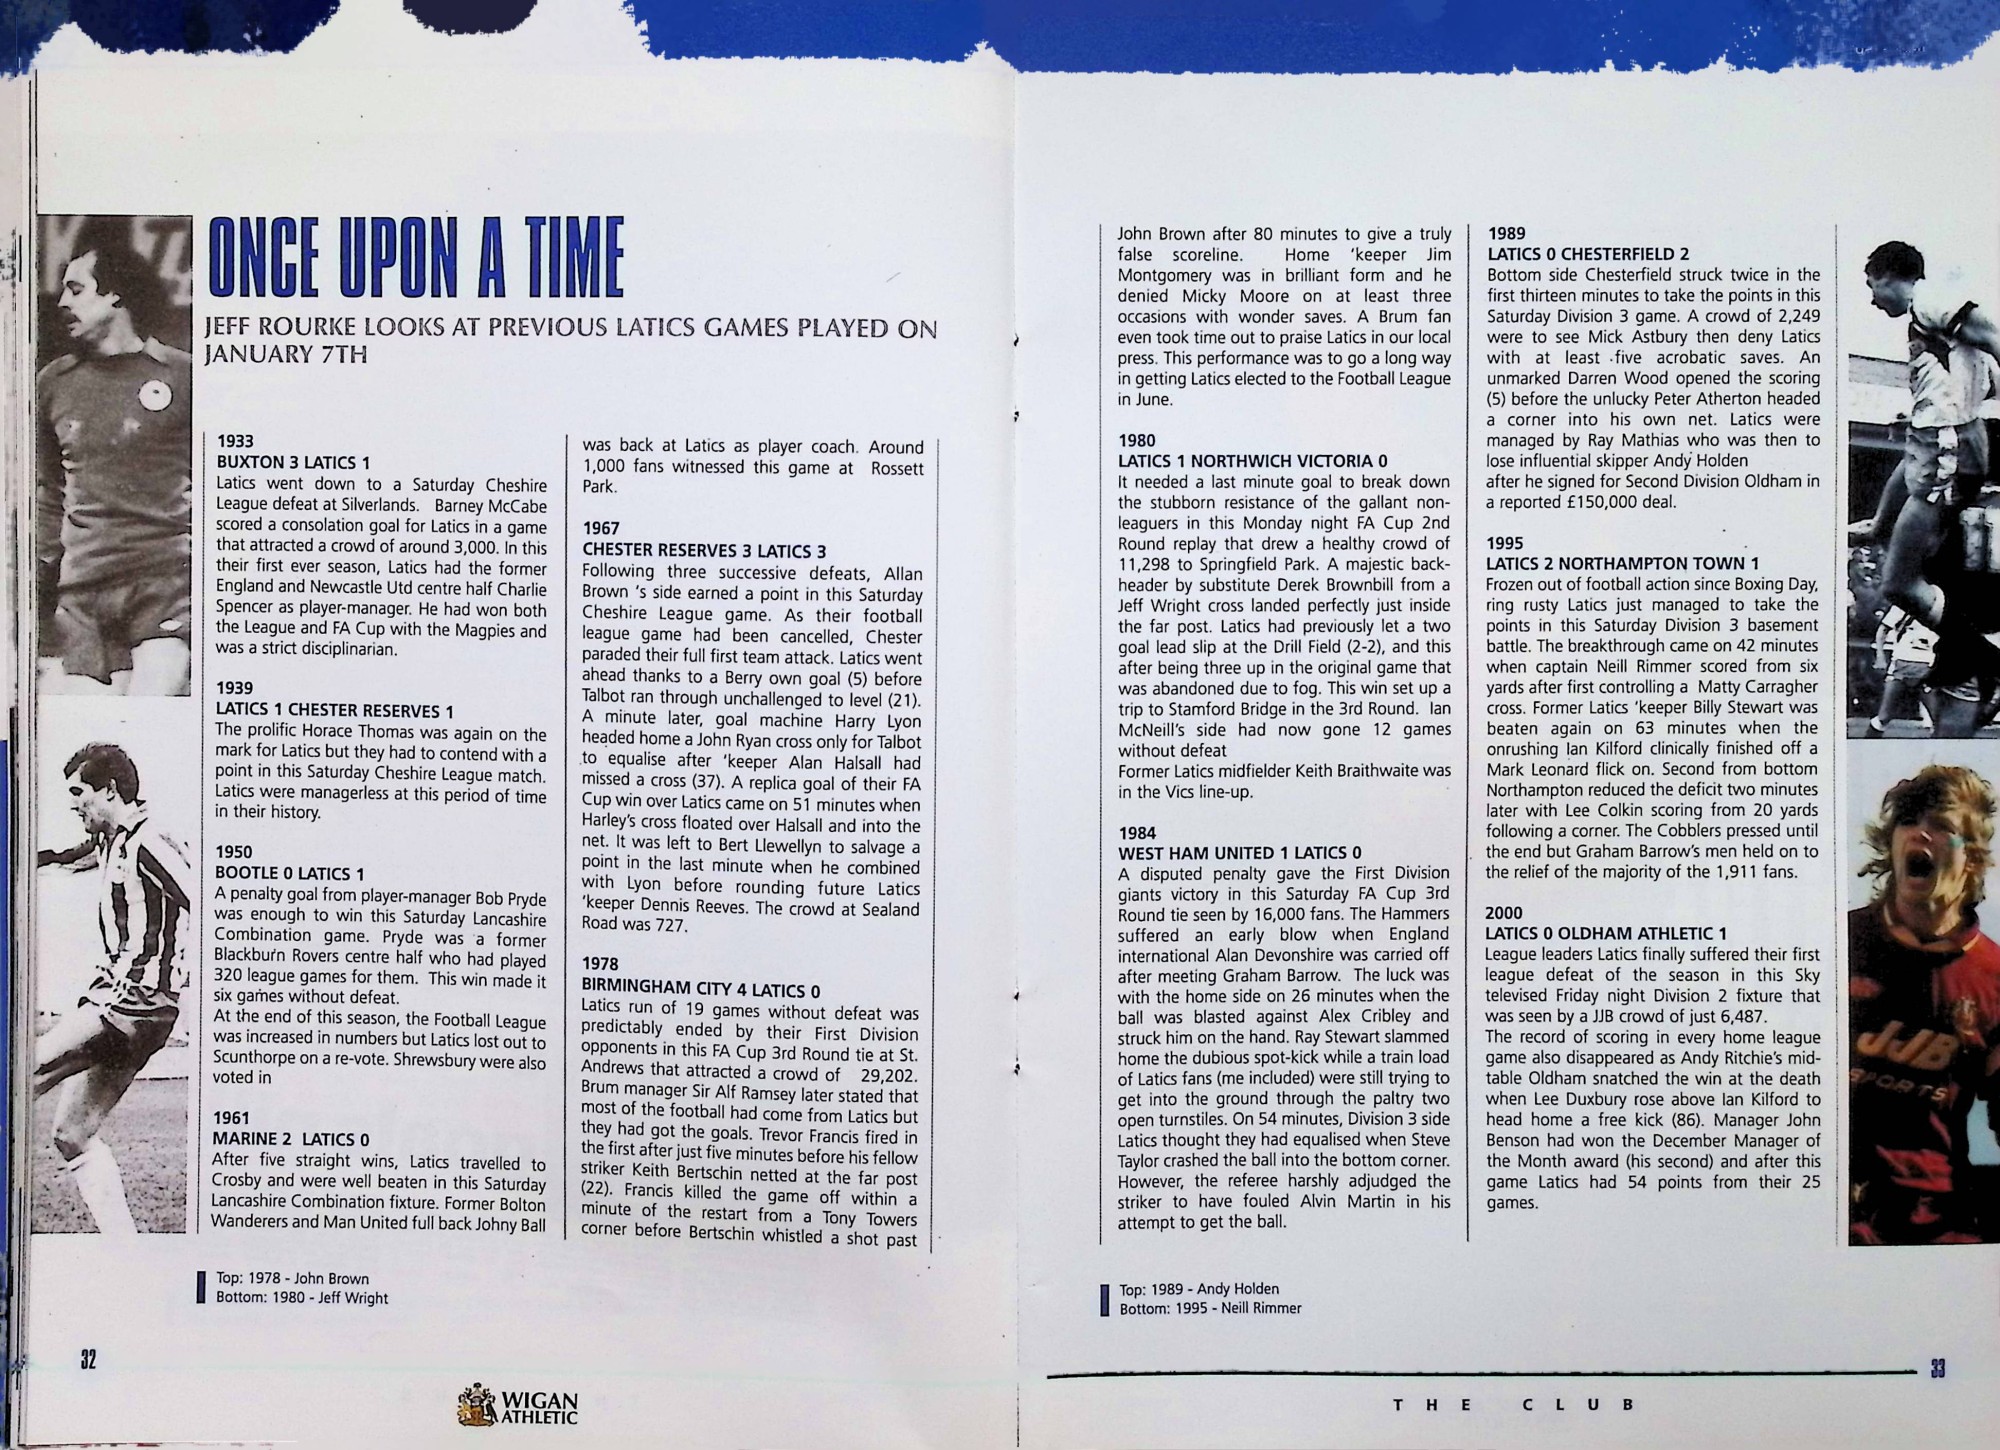 ONCE UPON A TIME
JEFF ROURKE LOOKS AT PREVIOUS LATICS GAMES PLAYED ON
JANUARY 7TH
1933
BUXTON 3 LATICS 1
Latics went down to a Saturday Cheshire
League defeat at Silverlands. Barney McCabe
scored a consolation goal for Latics in a game
that attracted a crowd of around 3,000. In this
their first ever season, Latics had the former
England and Newcastle Utd centre half Charlie
Spencer as player-manager. He had won both
the League and FA Cup with the Magpies and
was a strict disciplinarian.
1939
LATICS 1 CHESTER RESERVES 1
The prolific Horace Thomas was again on the
mark for Latics but they had to contend with a
point in this Saturday Cheshire League match.
Latics were managerless at this period of time
in their history.
1950
BOOTLE 0 LATICS 1
A penalty goal from player-manager Bob Pryde
was enough to win this Saturday Lancashire
Combination game. Pryde was a former
Blackburn Rovers centre half who had played
320 league games for them. This win made it
six games without defeat.
At the end of this season, the Football League
was increased in numbers but Latics lost out to
Scunthorpe on a re-vote. Shrewsbury were also
voted in
1961
MARINE 2 LATICS 0
After five straight wins, Latics travelled to
Crosby and were well beaten in this Saturday
Lancashire Combination fixture. Former Bolton
Wanderers and Man United full back Johny Ball
was back at Latics as player coach. Around
1,000 fans witnessed this game at Rossett
Park.
1967
CHESTER RESERVES 3 LATICS 3
Following three successive defeats, Allan
Brown 's side earned a point in this Saturday
Cheshire League game. As their football
league game had been cancelled, Chester
paraded their full first team attack. Latics went
ahead thanks to a Berry own goal (5) before
Talbot ran through unchallenged to level (21).
A minute later, goal machine Harry Lyon
headed home a John Ryan cross only for Talbot
to equalise after 'keeper Alan Halsall had
missed a cross (37). A replica goal of their FA
Cup win over Latics came on 51 minutes when
Harley's cross floated over Halsall and into the
net. It was left to Bert Llewellyn to salvage a
point in the last minute when he combined
with Lyon before rounding future Latics
'keeper Dennis Reeves. The crowd at Sealand
Road was 727.
1978
BIRMINGHAM CITY 4 LATICS 0
Latics run of 19 games without defeat was
predictably ended by their First Division
opponents in this FA Cup 3rd Round tie at St.
Andrews that attracted a crowd of 29,202.
Brum manager Sir Alf Ramsey later stated that
most of the football had come from Latics but
they had got the goals. Trevor Francis fired in
the first after just five minutes before his fellow
striker Keith Bertschin netted at the far post
(22). Francis killed the game off within a
minute of the restart from a Tony Towers
corner before Bertschin whistled a shot past
Top: 1978 - John Brown
Bottom: 1980 - Jeff Wright
32
WIGAN
ATHLETIC
John Brown after 80 minutes to give a truly
false scoreline. Home 'keeper Jim
Montgomery was in brilliant form and he
denied Micky Moore on at least three
occasions with wonder saves. A Brum fan
even took time out to praise Latics in our local
press. This performance was to go a long way
in getting Latics elected to the Football League
in June.
1980
LATICS 1 NORTHWICH VICTORIA 0
It needed a last minute goal to break down
the stubborn resistance of the gallant non-
leaguers in this Monday night FA Cup 2nd
Round replay that drew a healthy crowd of
11,298 to Springfield Park. A majestic back-
header by substitute Derek Brownbill from a
Jeff Wright cross landed perfectly just inside
the far post. Latics had previously let a two
goal lead slip at the Drill Field (2-2), and this
after being three up in the original game that
was abandoned due to fog. This win set up a
trip to Stamford Bridge in the 3rd Round. Ian
McNeill's side had now gone 12 games
without defeat
Former Latics midfielder Keith Braithwaite was
in the Vics line-up.
1984
WEST HAM UNITED 1 LATICS 0
A disputed penalty gave the First Division
giants victory in this Saturday FA Cup 3rd
Round tie seen by 16,000 fans. The Hammers
suffered an early blow when England
international Alan Devonshire was carried off
after meeting Graham Barrow. The luck was
with the home side on 26 minutes when the
ball was blasted against Alex Cribley and
struck him on the hand. Ray Stewart slammed
home the dubious spot-kick while a train load
of Latics fans (me included) were still trying to
get into the ground through the paltry two
open turnstiles. On 54 minutes, Division 3 side
Latics thought they had equalised when Steve
Taylor crashed the ball into the bottom corner.
However, the referee harshly adjudged the
striker to have fouled Alvin Martin in his
attempt to get the ball.
1989
LATICS 0 CHESTERFIELD 2
Bottom side Chesterfield struck twice in the
first thirteen minutes to take the points in this
Saturday Division 3 game. A crowd of 2,249
were to see Mick Astbury then deny Latics
with at least five acrobatic saves. An
unmarked Darren Wood opened the scoring
(5) before the unlucky Peter Atherton headed
a corner into his own net. Latics were
managed by Ray Mathias who was then to
lose influential skipper Andy Holden
after he signed for Second Division Oldham in
a reported £150,000 deal.
1995
LATICS 2 NORTHAMPTON TOWN 1
Frozen out of football action since Boxing Day,
ring rusty Latics just managed to take the
points in this Saturday Division 3 basement
battle. The breakthrough came on 42 minutes
when captain Neill Rimmer scored from six
yards after first controlling a Matty Carragher
cross. Former Latics 'keeper Billy Stewart was
beaten again on 63 minutes when the
onrushing Ian Kilford clinically finished off a
Mark Leonard flick on. Second from bottom
Northampton reduced the deficit two minutes
later with Lee Colkin scoring from 20 yards
following a corner. The Cobblers pressed until
the end but Graham Barrow's men held on to
the relief of the majority of the 1,911 fans.
2000
LATICS 0 OLDHAM ATHLETIC 1
League leaders Latics finally suffered their first
league defeat of the season in this Sky
televised Friday night Division 2 fixture that
was seen by a JJB crowd of just 6,487.
The record of scoring in every home league
game also disappeared as Andy Ritchie's mid-
table Oldham snatched the win at the death
when Lee Duxbury rose above Ian Kilford to
head home a free kick (86). Manager John
Benson had won the December Manager of
the Month award (his second) and after this
game Latics had 54 points from their 25
games.
JJB
SPORTS
Top: 1989 - Andy Holden
Bottom: 1995 - Neill Rimmer
33
THE CLUB